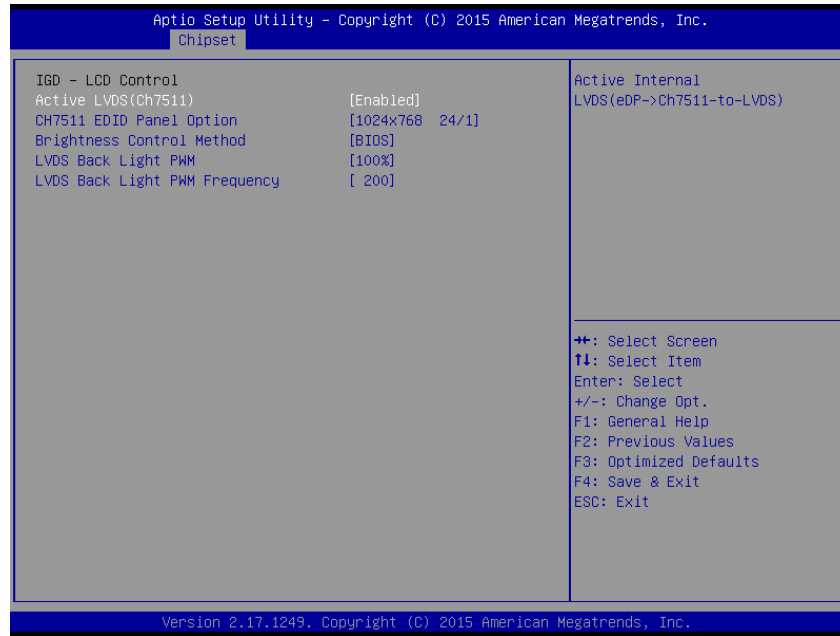 Aptio Setup Utility – Copyright (C) 2015 American Megatrends, Inc.
Chipset
IGD – LCD Control
Active LVDS(Ch7511) [Enabled]
CH7511 EDID Panel Option [1024x768 24/1]
Brightness Control Method [BIOS]
LVDS Back Light PWM [100%]
LVDS Back Light PWM Frequency [ 200]
Active Internal
LVDS(eDP->Ch7511-to-LVDS)
→←: Select Screen
↑↓: Select Item
Enter: Select
+/-: Change Opt.
F1: General Help
F2: Previous Values
F3: Optimized Defaults
F4: Save & Exit
ESC: Exit
Version 2.17.1249. Copyright (C) 2015 American Megatrends, Inc.